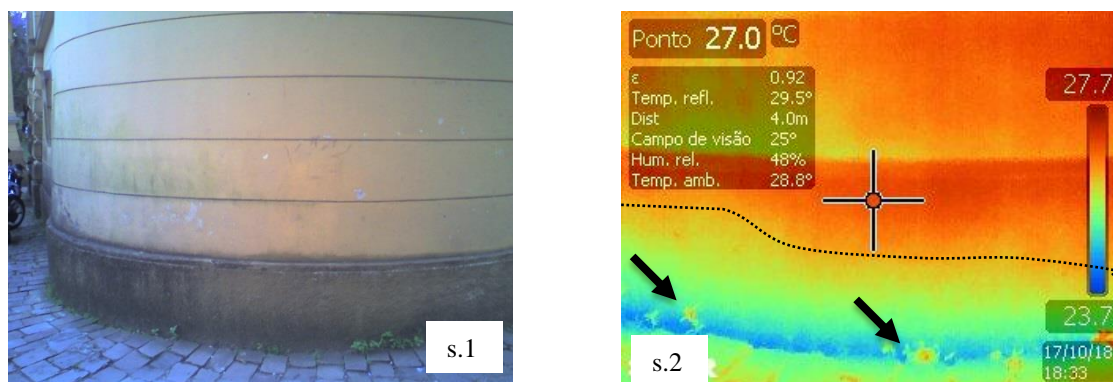 s.1
Ponto 27.0 °C
ε 0.92
Temp. refl. 29.5°
Dist 4.0m
Campo de visão 25°
Hum. rel. 48%
Temp. amb. 28.8°
27.7
23.7
17/10/18
18:33
s.2